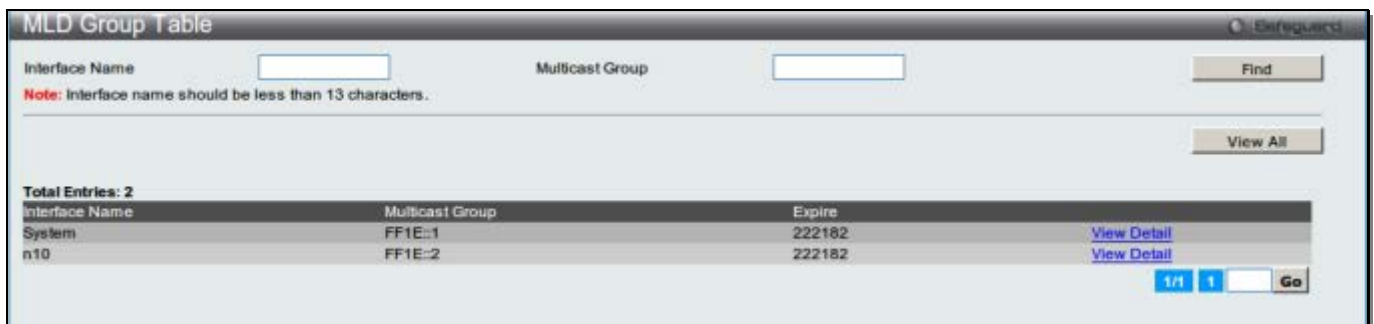 MLD Group Table
Safeguard
Interface Name
Multicast Group
Find
Note: Interface name should be less than 13 characters.
View All
Total Entries: 2
Interface Name Multicast Group Expire
System FF1E::1 222182 View Detail
n10 FF1E::2 222182 View Detail
1/1 1 Go